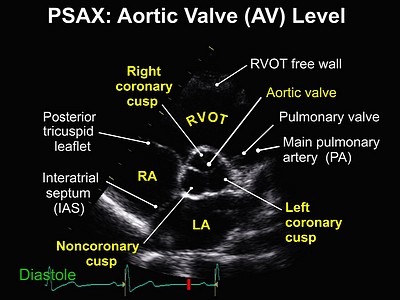 PSAX: Aortic Valve (AV) Level
RVOT free wall
Right
coronary
cusp
Aortic valve
RVOT
Posterior
tricuspid
leaflet
Pulmonary valve
Main pulmonary
artery (PA)
RA
Interatrial
septum
(IAS)
LA
Left
coronary
cusp
Noncoronary
cusp
Diastole